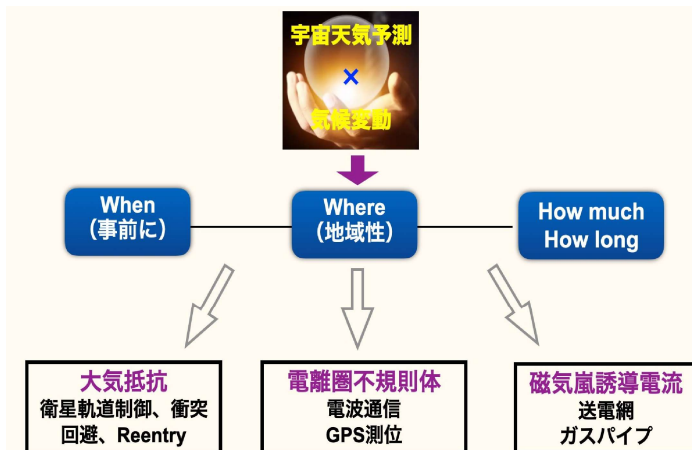 宇宙天気予測
×
気候変動
When
（事前に）
Where
（地域性）
How much
How long
大気抵抗
衛星軌道制御、衝突
回避、Reentry
電離圏不規則体
電波通信
GPS測位
磁気嵐誘導電流
送電網
ガスパイプ